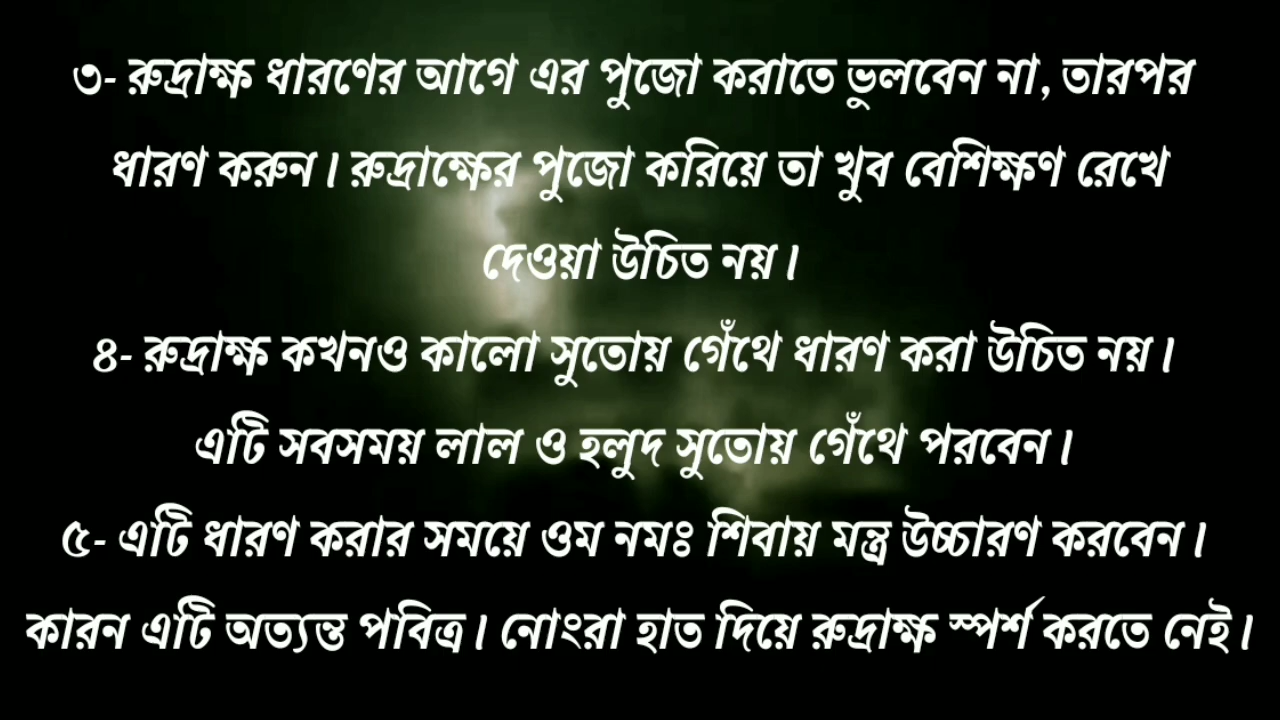 ৩- রুদ্রাক্ষ ধারণের আগে এর পুজো করাতে ভুলবেন না, তারপর
ধারণ করুন। রুদ্রাক্ষের পুজো করিয়ে তা খুব বেশিক্ষণ রেখে
দেওয়া উচিত নয়।
৪- রুদ্রাক্ষ কখনও কালো সুতোয় গেঁথে ধারণ করা উচিত নয়।
এটি সবসময় লাল ও হলুদ সুতোয় গেঁথে পরবেন।
৫- এটি ধারণ করার সময়ে ওম নমঃ শিবায় মন্ত্র উচ্চারণ করবেন।
কারন এটি অত্যন্ত পবিত্র। নোংরা হাত দিয়ে রুদ্রাক্ষ স্পর্শ করতে নেই।